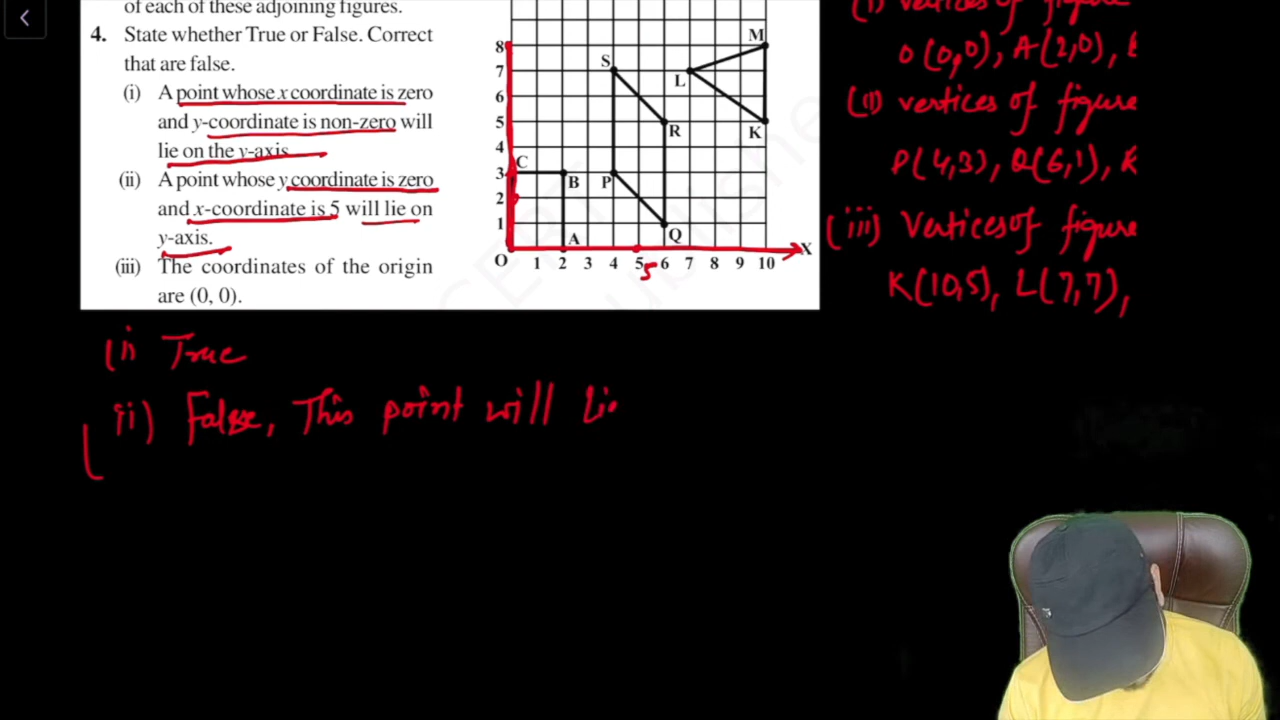 of each of these adjoining figures.
4. State whether True or False. Correct
that are false.
(i) A point whose x coordinate is zero
and y-coordinate is non-zero will
lie on the y-axis.
(ii) A point whose y coordinate is zero
and x-coordinate is 5 will lie on
y-axis.
(iii) The coordinates of the origin
are (0, 0).
M
8
S
7
L
6
5
R
K
4
C
3
B
P
2
1
A
Q
X
O 1 2 3 4 5 6 7 8 9 10
5
(i) vertices of figure
O(0,0), A(2,0),
(ii) vertices of figure
P(4,3), Q(6,1), R
(iii) Vertices of figure
K(10,5), L(7,7),
(i) True
(ii) False, This point will lie